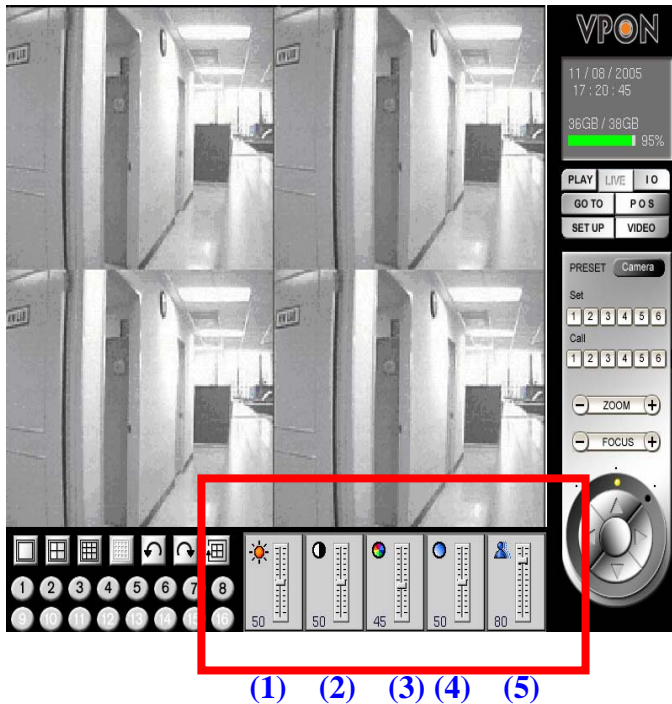 VPON
11 / 08 / 2005
17 : 20 : 45
36GB / 38GB
95%
PLAY LIVE I O
GO TO P O S
SET UP VIDEO
PRESET Camera
Set
1 2 3 4 5 6
Call
1 2 3 4 5 6
− ZOOM +
− FOCUS +
1 2 3 4 5 6 7 8
9 10 11 12 13 14 15 16
50 50 45 50 80
(1) (2) (3) (4) (5)